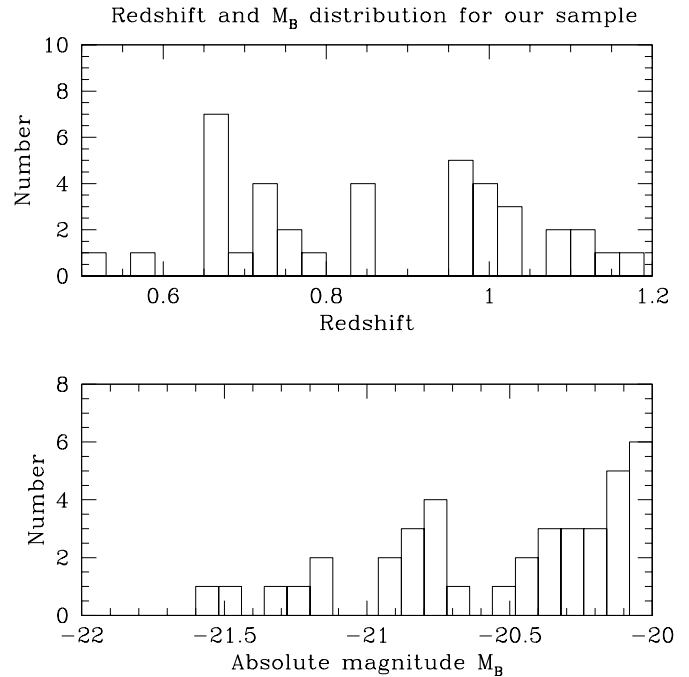 Redshift and M_B distribution for our sample
10
8
6
4
2
0
Number
0.6 0.8 1 1.2
Redshift
8
6
4
2
0
Number
−22 −21.5 −21 −20.5 −20
Absolute magnitude M_B